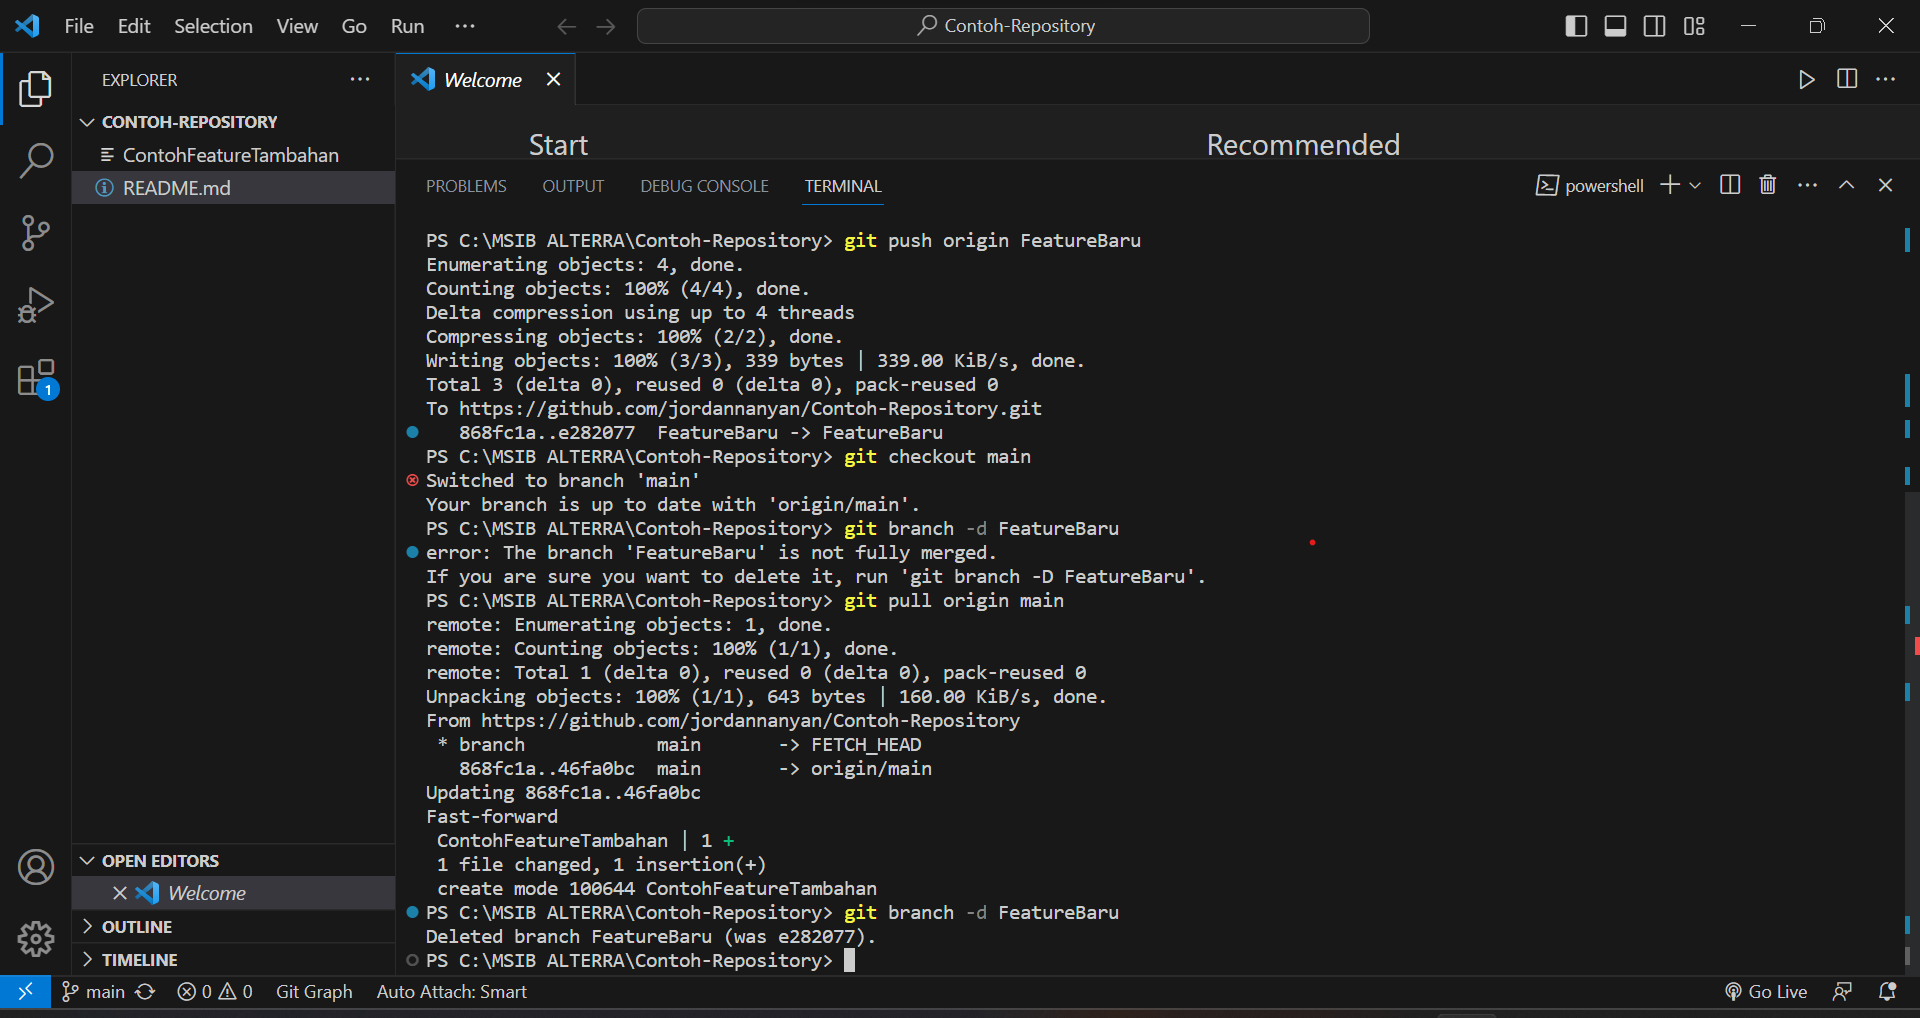 File Edit Selection View Go Run ···
Contoh-Repository
EXPLORER ···
CONTOH-REPOSITORY
ContohFeatureTambahan
README.md
1
Welcome
Start
Recommended
PROBLEMS OUTPUT DEBUG CONSOLE TERMINAL
powershell
PS C:\MSIB ALTERRA\Contoh-Repository> git push origin FeatureBaru
Enumerating objects: 4, done.
Counting objects: 100% (4/4), done.
Delta compression using up to 4 threads
Compressing objects: 100% (2/2), done.
Writing objects: 100% (3/3), 339 bytes | 339.00 KiB/s, done.
Total 3 (delta 0), reused 0 (delta 0), pack-reused 0
To https://github.com/jordannanyan/Contoh-Repository.git
868fc1a..e282077 FeatureBaru -> FeatureBaru
PS C:\MSIB ALTERRA\Contoh-Repository> git checkout main
Switched to branch 'main'
Your branch is up to date with 'origin/main'.
PS C:\MSIB ALTERRA\Contoh-Repository> git branch -d FeatureBaru
error: The branch 'FeatureBaru' is not fully merged.
If you are sure you want to delete it, run 'git branch -D FeatureBaru'.
PS C:\MSIB ALTERRA\Contoh-Repository> git pull origin main
remote: Enumerating objects: 1, done.
remote: Counting objects: 100% (1/1), done.
remote: Total 1 (delta 0), reused 0 (delta 0), pack-reused 0
Unpacking objects: 100% (1/1), 643 bytes | 160.00 KiB/s, done.
From https://github.com/jordannanyan/Contoh-Repository
* branch main -> FETCH_HEAD
868fc1a..46fa0bc main -> origin/main
Updating 868fc1a..46fa0bc
Fast-forward
ContohFeatureTambahan | 1 +
1 file changed, 1 insertion(+)
create mode 100644 ContohFeatureTambahan
PS C:\MSIB ALTERRA\Contoh-Repository> git branch -d FeatureBaru
Deleted branch FeatureBaru (was e282077).
PS C:\MSIB ALTERRA\Contoh-Repository>
OPEN EDITORS
Welcome
OUTLINE
TIMELINE
main 0 0 Git Graph Auto Attach: Smart Go Live